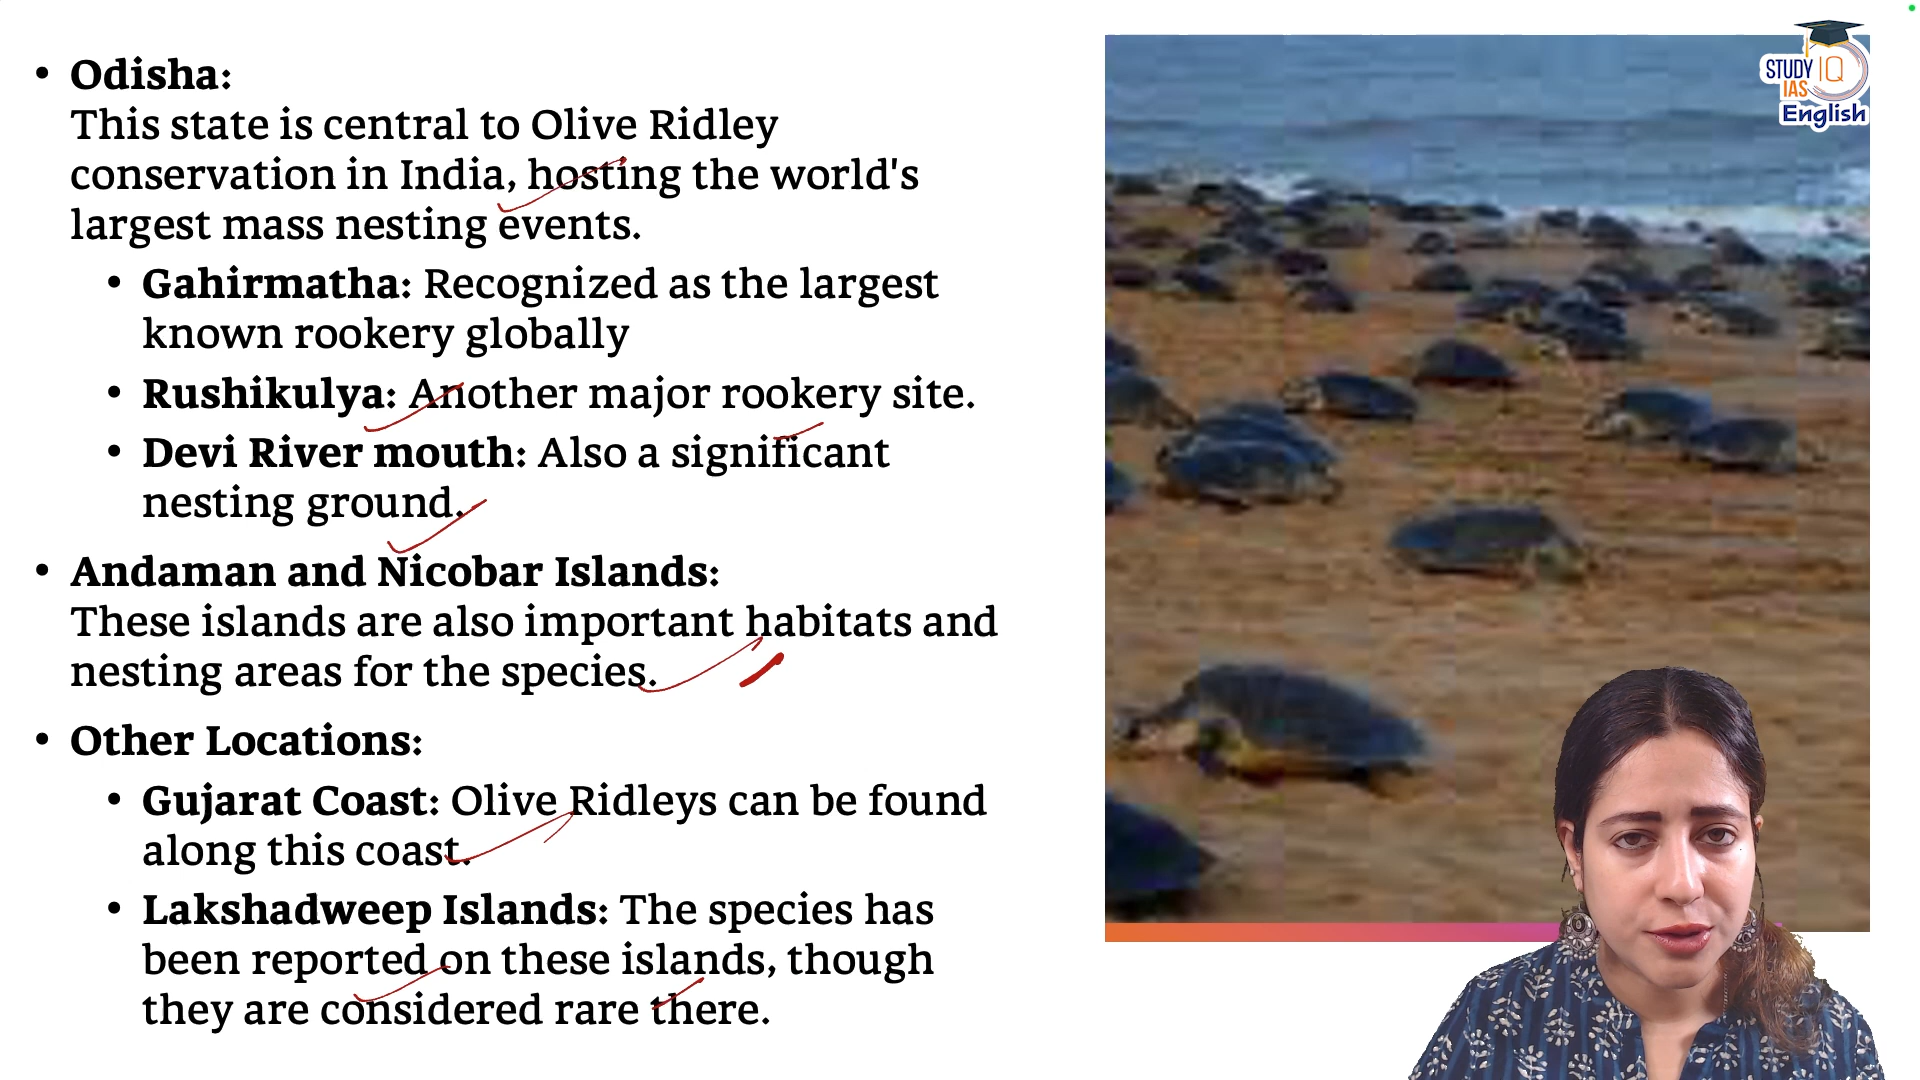 • Odisha:
This state is central to Olive Ridley
conservation in India, hosting the world's
largest mass nesting events.
• Gahirmatha: Recognized as the largest
known rookery globally
• Rushikulya: Another major rookery site.
• Devi River mouth: Also a significant
nesting ground.
• Andaman and Nicobar Islands:
These islands are also important habitats and
nesting areas for the species.
• Other Locations:
• Gujarat Coast: Olive Ridleys can be found
along this coast.
• Lakshadweep Islands: The species has
been reported on these islands, though
they are considered rare there.
STUDY IQ
IAS
English